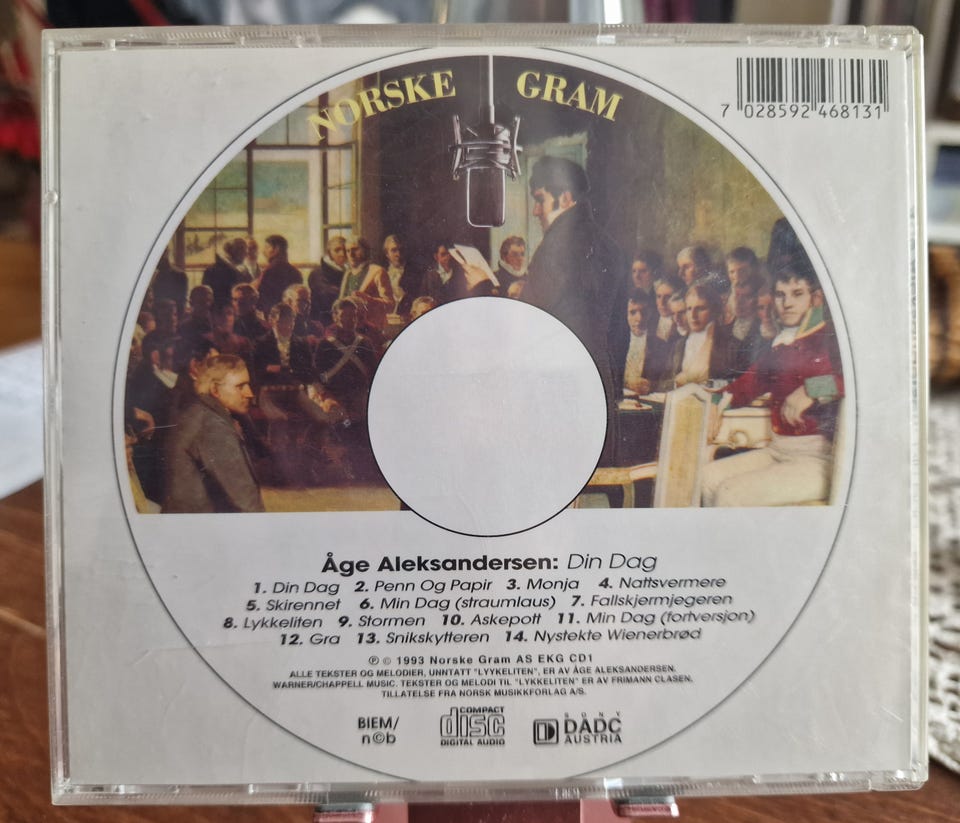 NORSKE GRAM
7 028592 468131
Åge Aleksandersen: Din Dag
1. Din Dag 2. Penn Og Papir 3. Monja 4. Nattsvermere
5. Skirennet 6. Min Dag (straumlaus) 7. Fallskjermjegeren
8. Lykkeliten 9. Stormen 10. Askepott 11. Min Dag (fortversjon)
12. Gra 13. Snikskytteren 14. Nystekte Wienerbrød
℗ © 1993 Norske Gram AS EKG CD1
ALLE TEKSTER OG MELODIER, UNNTATT "LYYKELITEN", ER AV ÅGE ALEKSANDERSEN.
WARNER/CHAPPELL MUSIC. TEKSTER OG MELODI TIL "LYKKELITEN" ER AV FRIMANN CLASEN.
TILLATELSE FRA NORSK MUSIKKFORLAG A/S.
BIEM/
n©b
COMPACT
disc
DIGITAL AUDIO
SONY
DADC
AUSTRIA